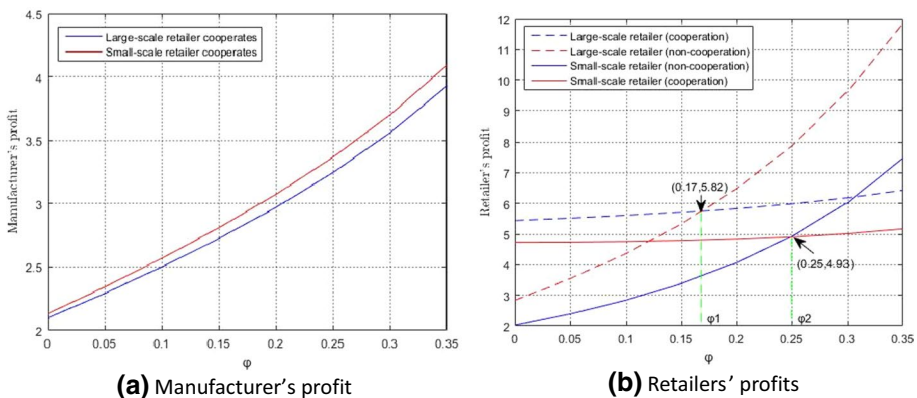 4.5
4
3.5
3
2.5
2
Manufacturer's profit
Large-scale retailer cooperates
Small-scale retailer cooperates
0 0.05 0.1 0.15 0.2 0.25 0.3 0.35
φ
(a) Manufacturer's profit
12
11
10
9
8
7
6
5
4
3
2
Retailer's profit
Large-scale retailer (cooperation)
Large-scale retailer (non-cooperation)
Small-scale retailer (non-cooperation)
Small-scale retailer (cooperation)
(0.17,5.82)
(0.25,4.93)
φ1
φ2
0 0.05 0.1 0.15 0.2 0.25 0.3 0.35
φ
(b) Retailers' profits